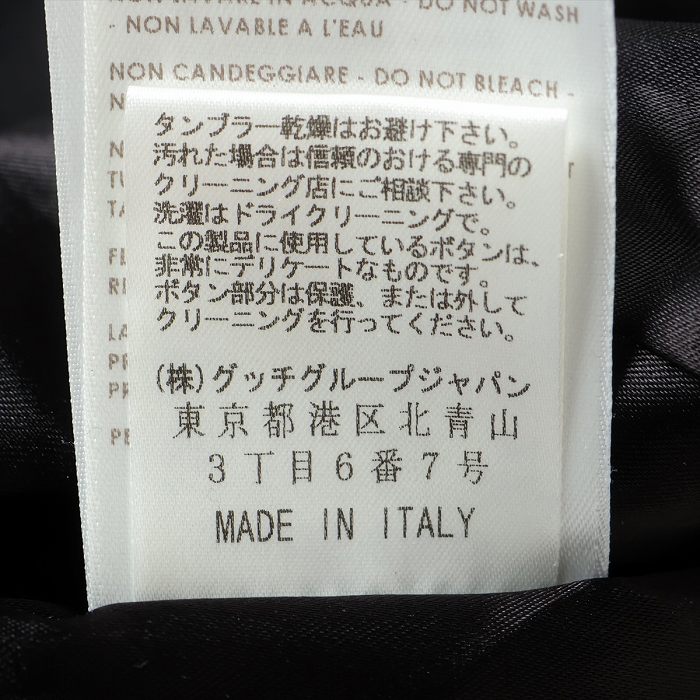 NON LAVARE IN ACQUA - DO NOT WASH
- NON LAVABLE A L'EAU
NON CANDEGGIARE - DO NOT BLEACH -
タンブラー乾燥はお避け下さい。
汚れた場合は信頼のおける専門の
クリーニング店にご相談下さい。
洗濯はドライクリーニングで。
この製品に使用しているボタンは、
非常にデリケートなものです。
ボタン部分は保護、または外して
クリーニングを行ってください。
(株)グッチグループジャパン
東京都港区北青山
3丁目6番7号
MADE IN ITALY